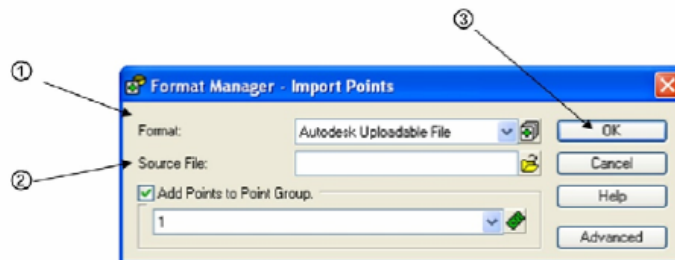 ③
①
Format Manager - Import Points
Format: Autodesk Uploadable File OK
Source File: Cancel
②
Add Points to Point Group. Help
1
Advanced